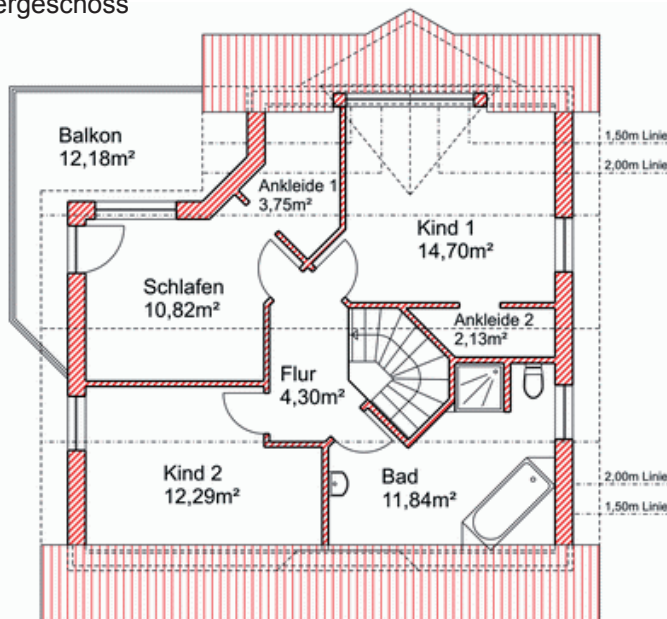 ergeschoss
Balkon
12,18m²
1,50m Linie
2,00m Linie
Ankleide 1
3,75m²
Kind 1
14,70m²
Schlafen
10,82m²
Ankleide 2
2,13m²
Flur
4,30m²
Kind 2
12,29m²
Bad
11,84m²
2,00m Linie
1,50m Linie